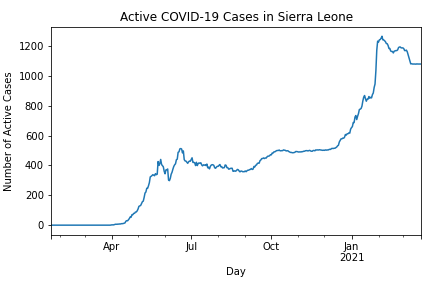 Active COVID-19 Cases in Sierra Leone
Number of Active Cases
1200
1000
800
600
400
200
0
Apr Jul Oct Jan
2021
Day